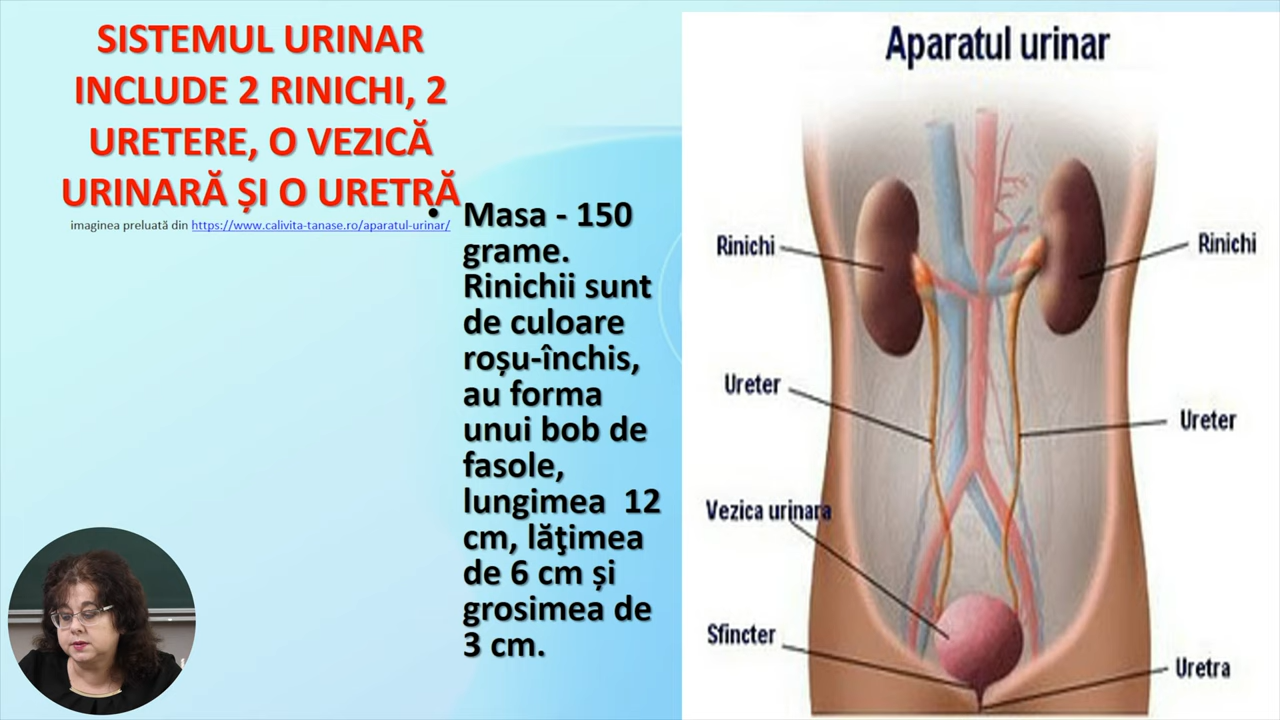 SISTEMUL URINAR
INCLUDE 2 RINICHI, 2
URETERE, O VEZICĂ
URINARĂ ȘI O URETRĂ
imaginea preluată din https://www.calivita-tanase.ro/aparatul-urinar/
• Masa - 150
grame.
Rinichii sunt
de culoare
roșu-închis,
au forma
unui bob de
fasole,
lungimea 12
cm, lăţimea
de 6 cm și
grosimea de
3 cm.
Aparatul urinar
Rinichi
Rinichi
Ureter
Ureter
Vezica urinara
Sfincter
Uretra